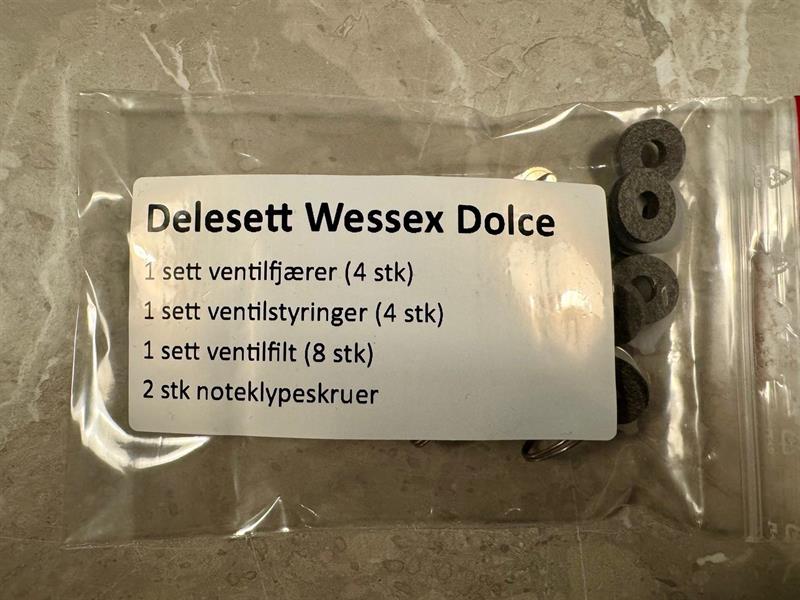 Delesett Wessex Dolce
1 sett ventilfjærer (4 stk)
1 sett ventilstyringer (4 stk)
1 sett ventilfilt (8 stk)
2 stk noteklypeskruer